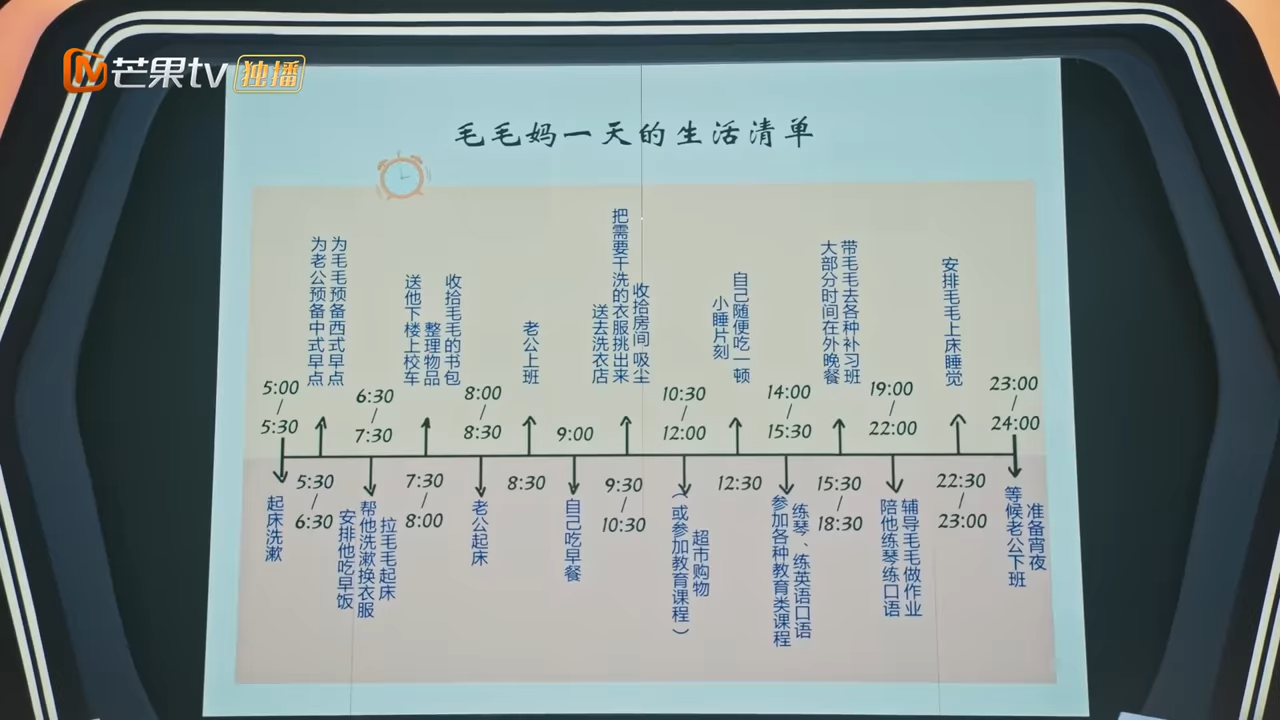 芒果tv 独播
毛毛妈一天的生活清单
5:00
/
5:30
起床洗漱
为毛毛预备西式早点
为老公预备中式早点
5:30
/
6:30
6:30
/
7:30
拉毛毛起床
帮他洗漱换衣服
安排他吃早饭
收拾毛毛的书包
整理物品
送他下楼上校车
7:30
/
8:00
8:00
/
8:30
老公起床
老公上班
8:30
9:00
自己吃早餐
收拾房间 吸尘
把需要干洗的衣服挑出来
送去洗衣店
9:30
/
10:30
10:30
/
12:00
超市购物
（或参加教育课程）
自己随便吃一顿
小睡片刻
12:30
14:00
/
15:30
练琴、练英语口语
参加各种教育类课程
带毛毛去各种补习班
大部分时间在外晚餐
15:30
/
18:30
19:00
/
22:00
辅导毛毛做作业
陪他练琴练口语
安排毛毛上床睡觉
22:30
/
23:00
23:00
/
24:00
准备宵夜
等候老公下班